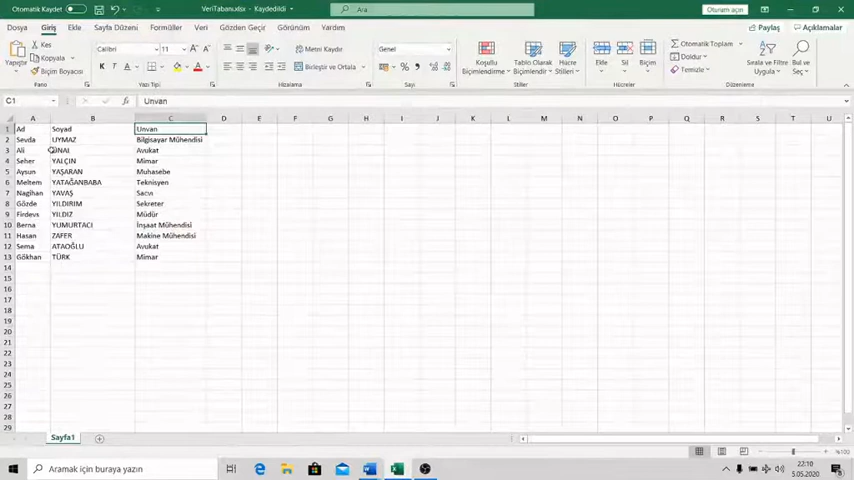 Otomatik Kaydet
VeriTabanulsx - Kaydedildi
Ara
Oturum açın
Dosya Giriş Ekle Sayfa Düzeni Formüller Veri Gözden Geçir Görünüm Yardım
Paylaş Açıklamalar
Yapıştır
Kes
Kopyala
Biçim Boyacısı
Pano
Calibri 11
K T A
Yazı Tipi
Metni Kaydır
Birleştir ve Ortala
Hizalama
Genel
Sayı
Koşullu Biçimlendirme
Tablo Olarak Biçimlendir
Hücre Stilleri
Stiller
Ekle Sil Biçim
Hücreler
Otomatik Toplam
Doldur
Temizle
Sırala ve Filtre Uygula
Bul ve Seç
Düzenleme
C1 fx Unvan
A B C D E F G H I J K L M N O P Q R S T U
1 Ad Soyad Unvan
2 Sevda UYMAZ Bilgisayar Mühendisi
3 Ali ÜNAL Avukat
4 Seher YALÇIN Mimar
5 Aysun YAŞARAN Muhasebe
6 Meltem YATAĞANBABA Teknisyen
7 Nagihan YAVAŞ Savcı
8 Gözde YILDIRIM Sekreter
9 Firdevs YILDIZ Müdür
10 Berna YUMURTACI İnşaat Mühendisi
11 Hasan ZAFER Makine Mühendisi
12 Sema ATAOĞLU Avukat
13 Gökhan TÜRK Mimar
14
15
16
17
18
19
20
21
22
23
24
25
26
27
28
29
Sayfa1
%100
Aramak için buraya yazın
22:10
5.05.2020